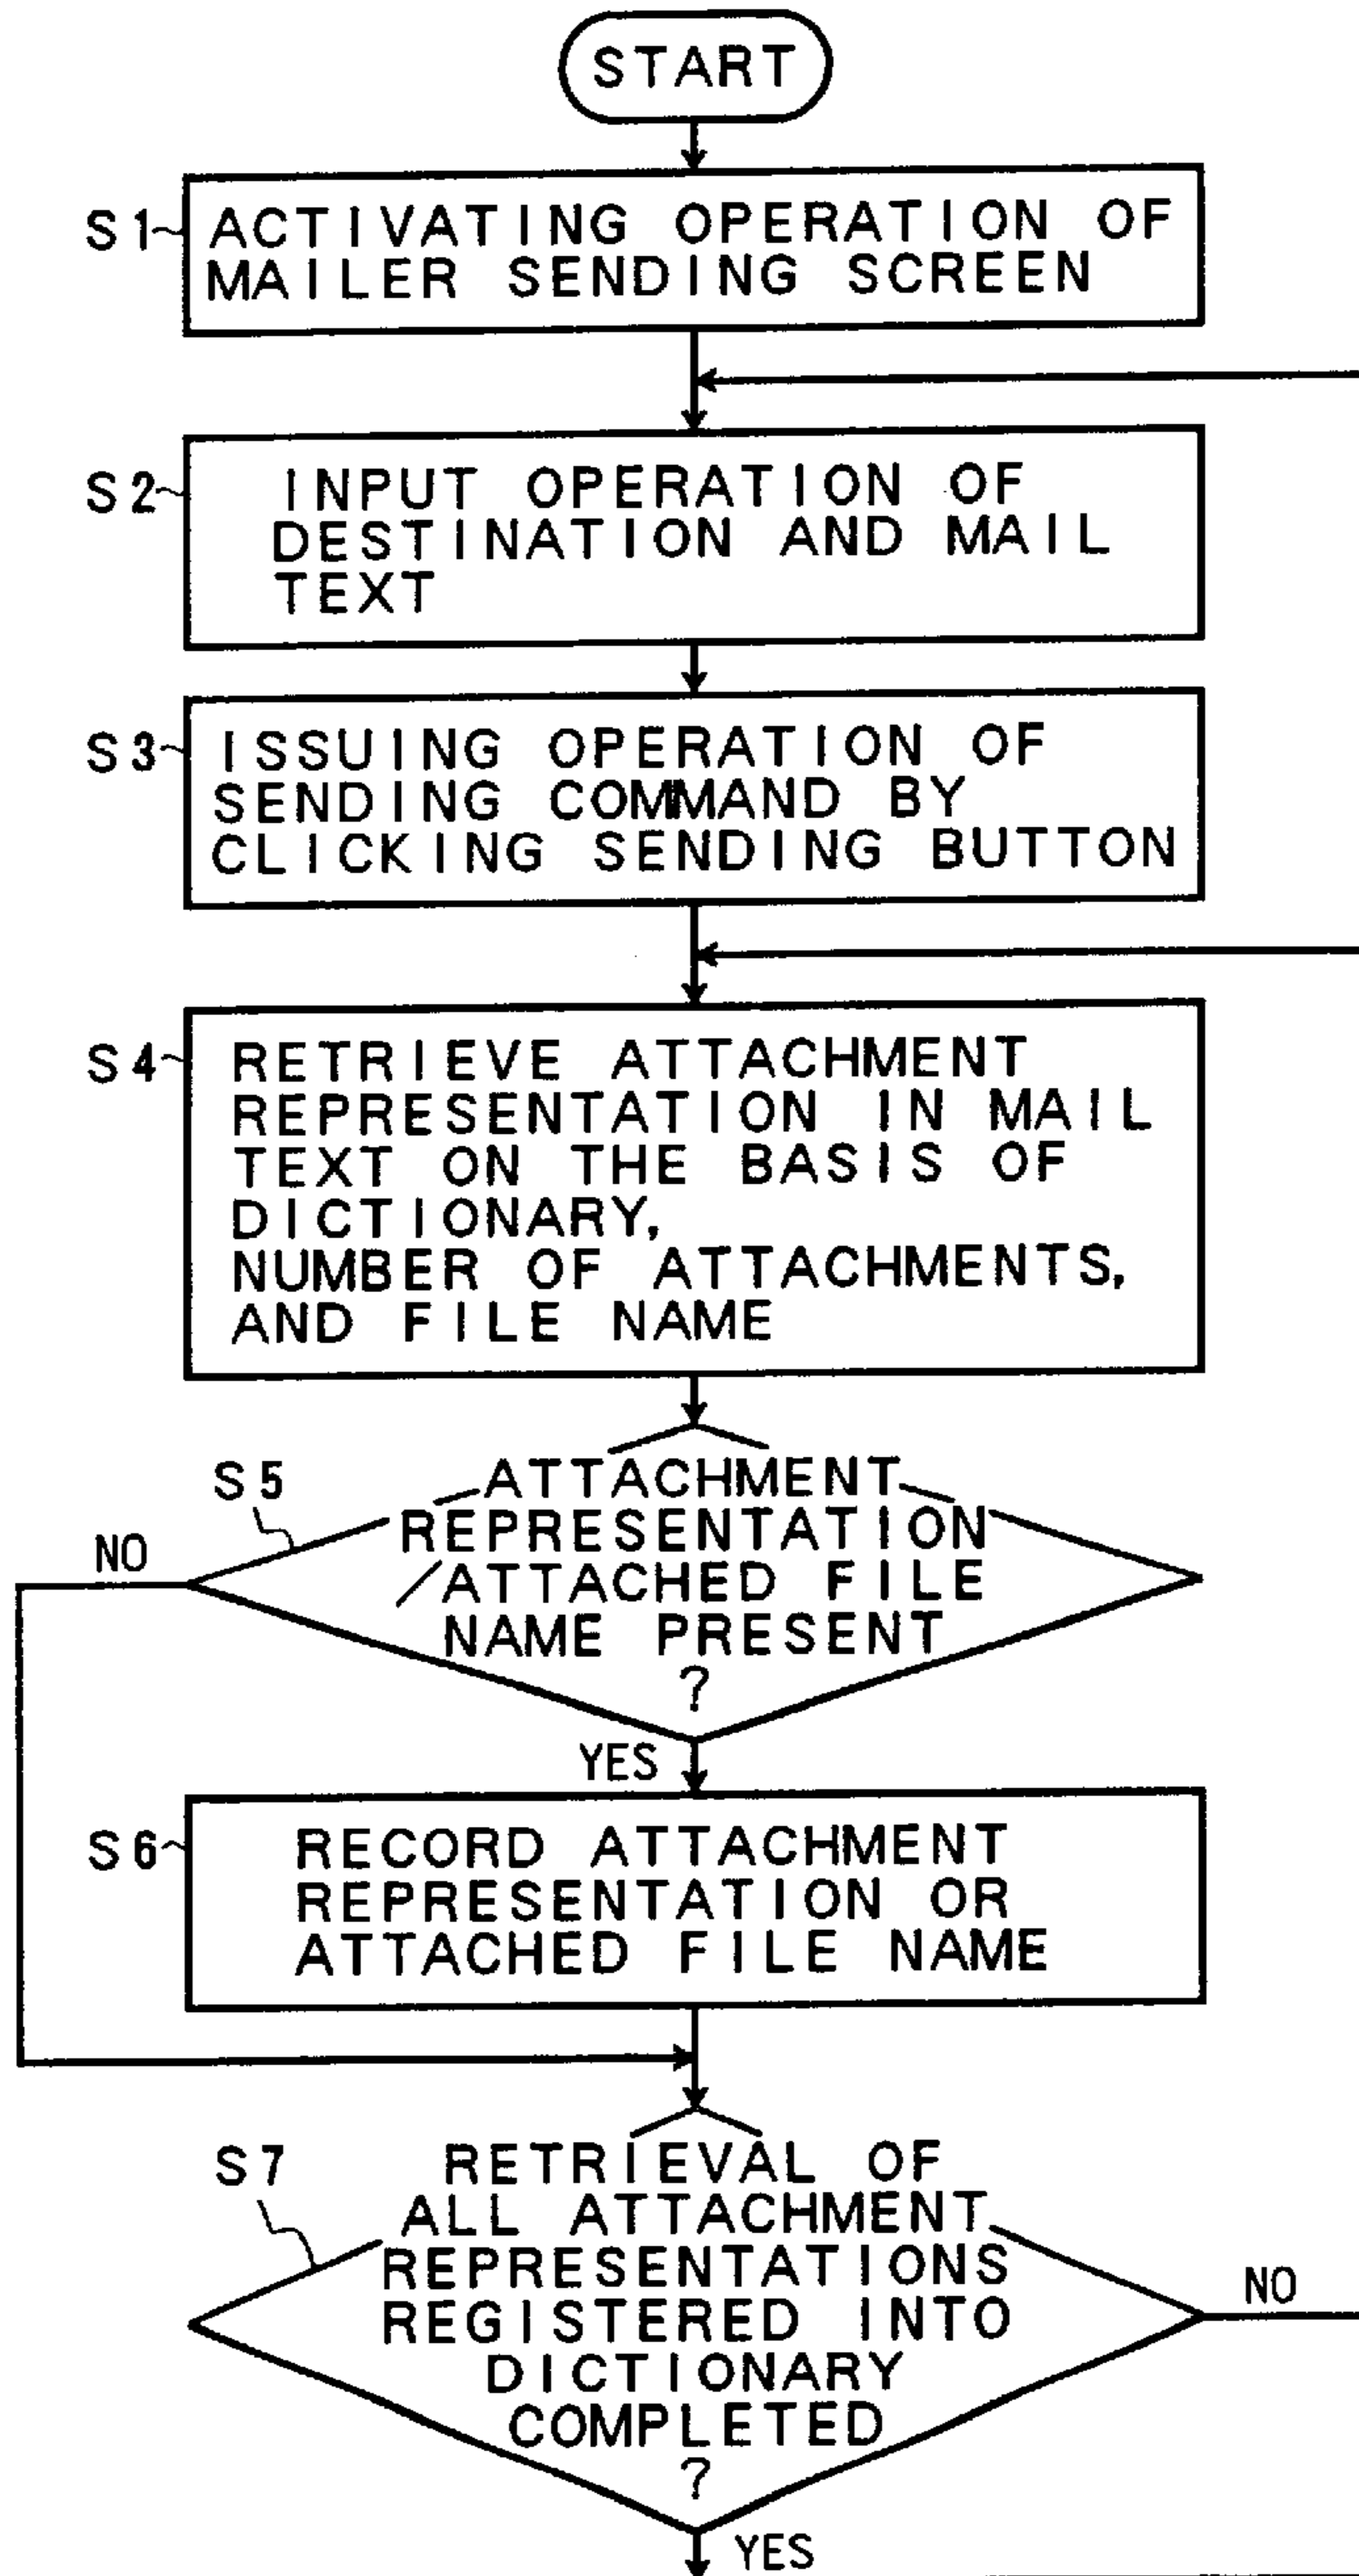 START
S1
ACTIVATING OPERATION OF
MAILER SENDING SCREEN
S2
INPUT OPERATION OF
DESTINATION AND MAIL
TEXT
S3
ISSUING OPERATION OF
SENDING COMMAND BY
CLICKING SENDING BUTTON
S4
RETRIEVE ATTACHMENT
REPRESENTATION IN MAIL
TEXT ON THE BASIS OF
DICTIONARY,
NUMBER OF ATTACHMENTS,
AND FILE NAME
S5
NO
ATTACHMENT
REPRESENTATION
/ATTACHED FILE
NAME PRESENT
?
YES
S6
RECORD ATTACHMENT
REPRESENTATION OR
ATTACHED FILE NAME
S7
RETRIEVAL OF
ALL ATTACHMENT
REPRESENTATIONS
REGISTERED INTO
DICTIONARY
COMPLETED
?
NO
YES